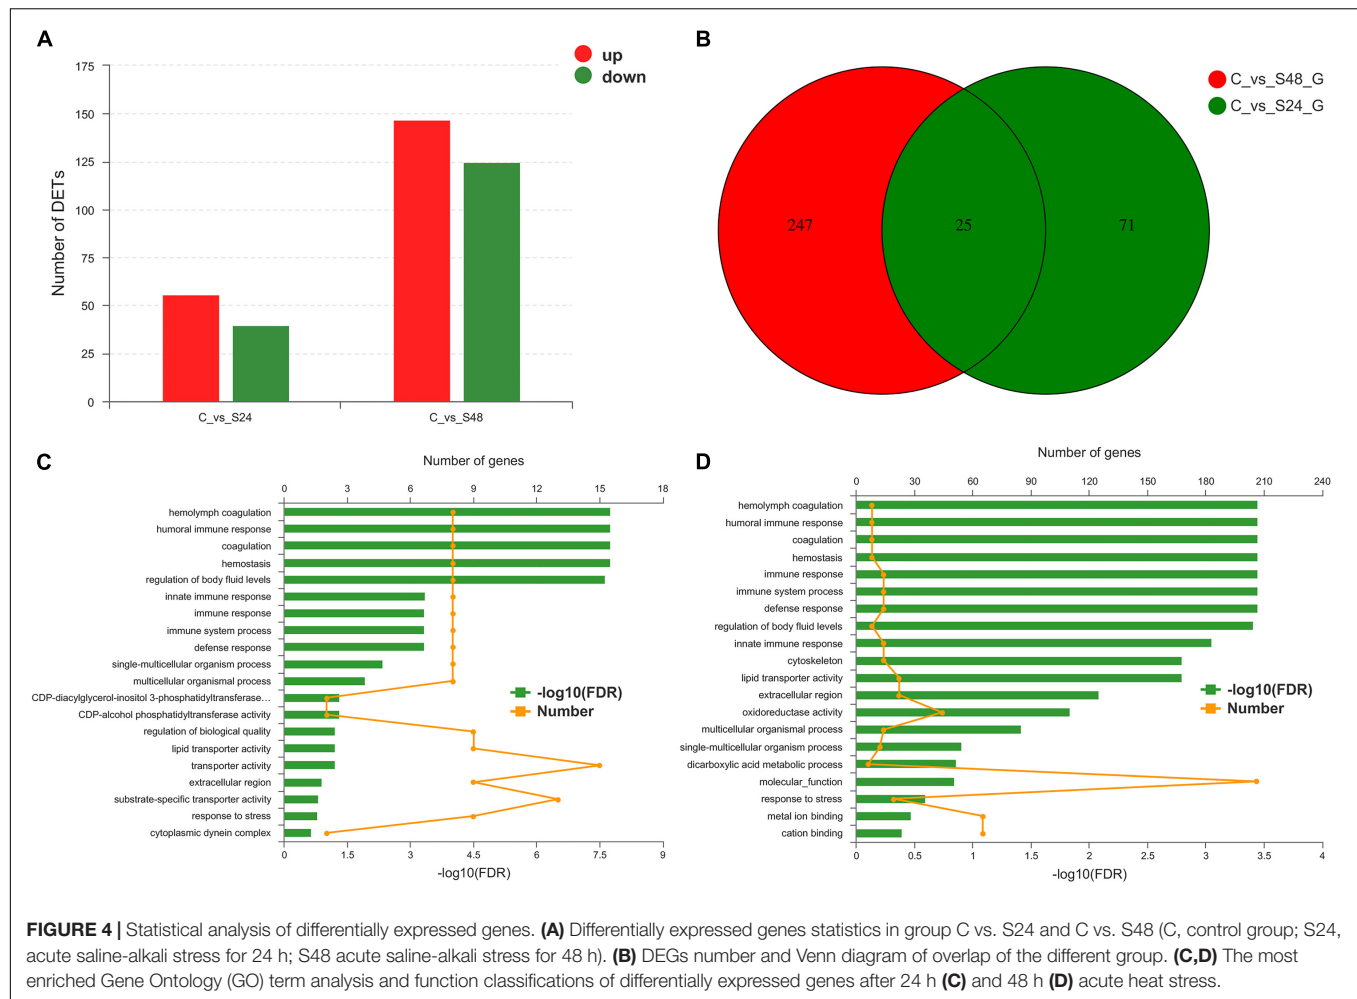 A
up
down
175
150
125
100
75
50
25
0
Number of DETs
C_vs_S24
C_vs_S48
B
C_vs_S48_G
C_vs_S24_G
247
25
71
C
Number of genes
0 3 6 9 12 15 18
hemolymph coagulation
humoral immune response
coagulation
hemostasis
regulation of body fluid levels
innate immune response
immune response
immune system process
defense response
single-multicellular organism process
multicellular organismal process
CDP-diacylglycerol-inositol 3-phosphatidyltransferase...
CDP-alcohol phosphatidyltransferase activity
regulation of biological quality
lipid transporter activity
transporter activity
extracellular region
substrate-specific transporter activity
response to stress
cytoplasmic dynein complex
-log10(FDR)
Number
0 1.5 3 4.5 6 7.5 9
-log10(FDR)
D
Number of genes
0 30 60 90 120 150 180 210 240
hemolymph coagulation
humoral immune response
coagulation
hemostasis
immune response
immune system process
defense response
regulation of body fluid levels
innate immune response
cytoskeleton
lipid transporter activity
extracellular region
oxidoreductase activity
multicellular organismal process
single-multicellular organism process
dicarboxylic acid metabolic process
molecular_function
response to stress
metal ion binding
cation binding
-log10(FDR)
Number
0 0.5 1 1.5 2 2.5 3 3.5 4
-log10(FDR)
FIGURE 4 | Statistical analysis of differentially expressed genes. (A) Differentially expressed genes statistics in group C vs. S24 and C vs. S48 (C, control group; S24,
acute saline-alkali stress for 24 h; S48 acute saline-alkali stress for 48 h). (B) DEGs number and Venn diagram of overlap of the different group. (C,D) The most
enriched Gene Ontology (GO) term analysis and function classifications of differentially expressed genes after 24 h (C) and 48 h (D) acute heat stress.